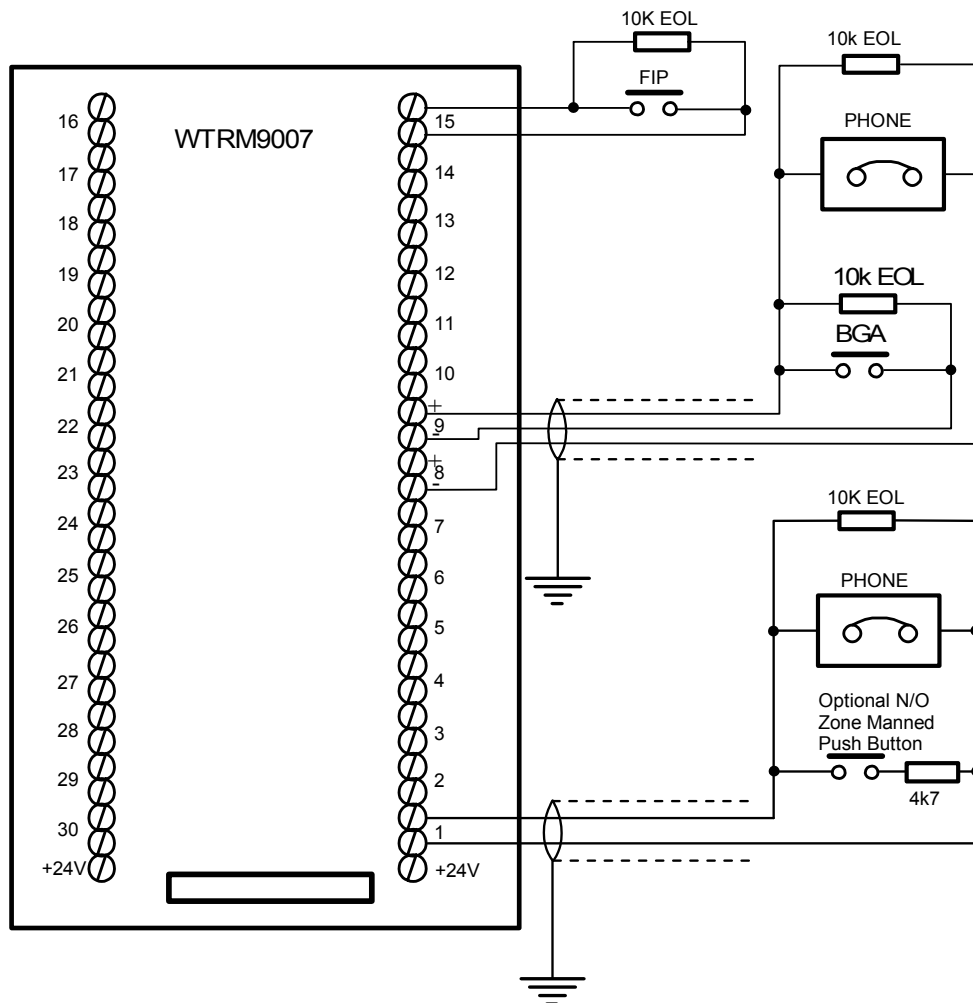 10K EOL
FIP
10k EOL
PHONE
10k EOL
BGA
10K EOL
PHONE
Optional N/O
Zone Manned
Push Button
4k7
WTRM9007
16
17
18
19
20
21
22
23
24
25
26
27
28
29
30
+24V
15
14
13
12
11
10
+
9
-
+
8
-
7
6
5
4
3
2
1
+24V